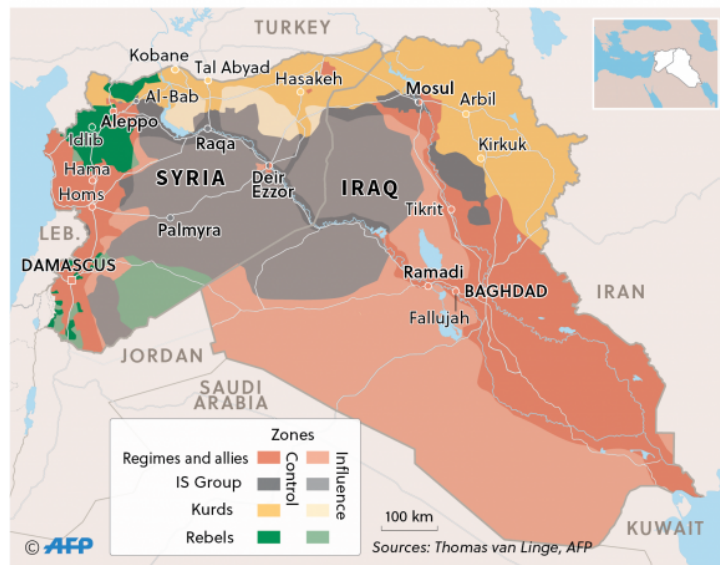 TURKEY
Kobane
Tal Abyad
Hasakeh
Mosul
Al-Bab
Arbil
Aleppo
Idlib
Raqa
Kirkuk
Hama
SYRIA
Deir
Ezzor
IRAQ
Homs
Tikrit
Palmyra
LEB.
DAMASCUS
Ramadi
BAGHDAD
IRAN
Fallujah
JORDAN
SAUDI
ARABIA
Zones
Control
Influence
Regimes and allies
IS Group
Kurds
Rebels
100 km
KUWAIT
© AFP
Sources: Thomas van Linge, AFP